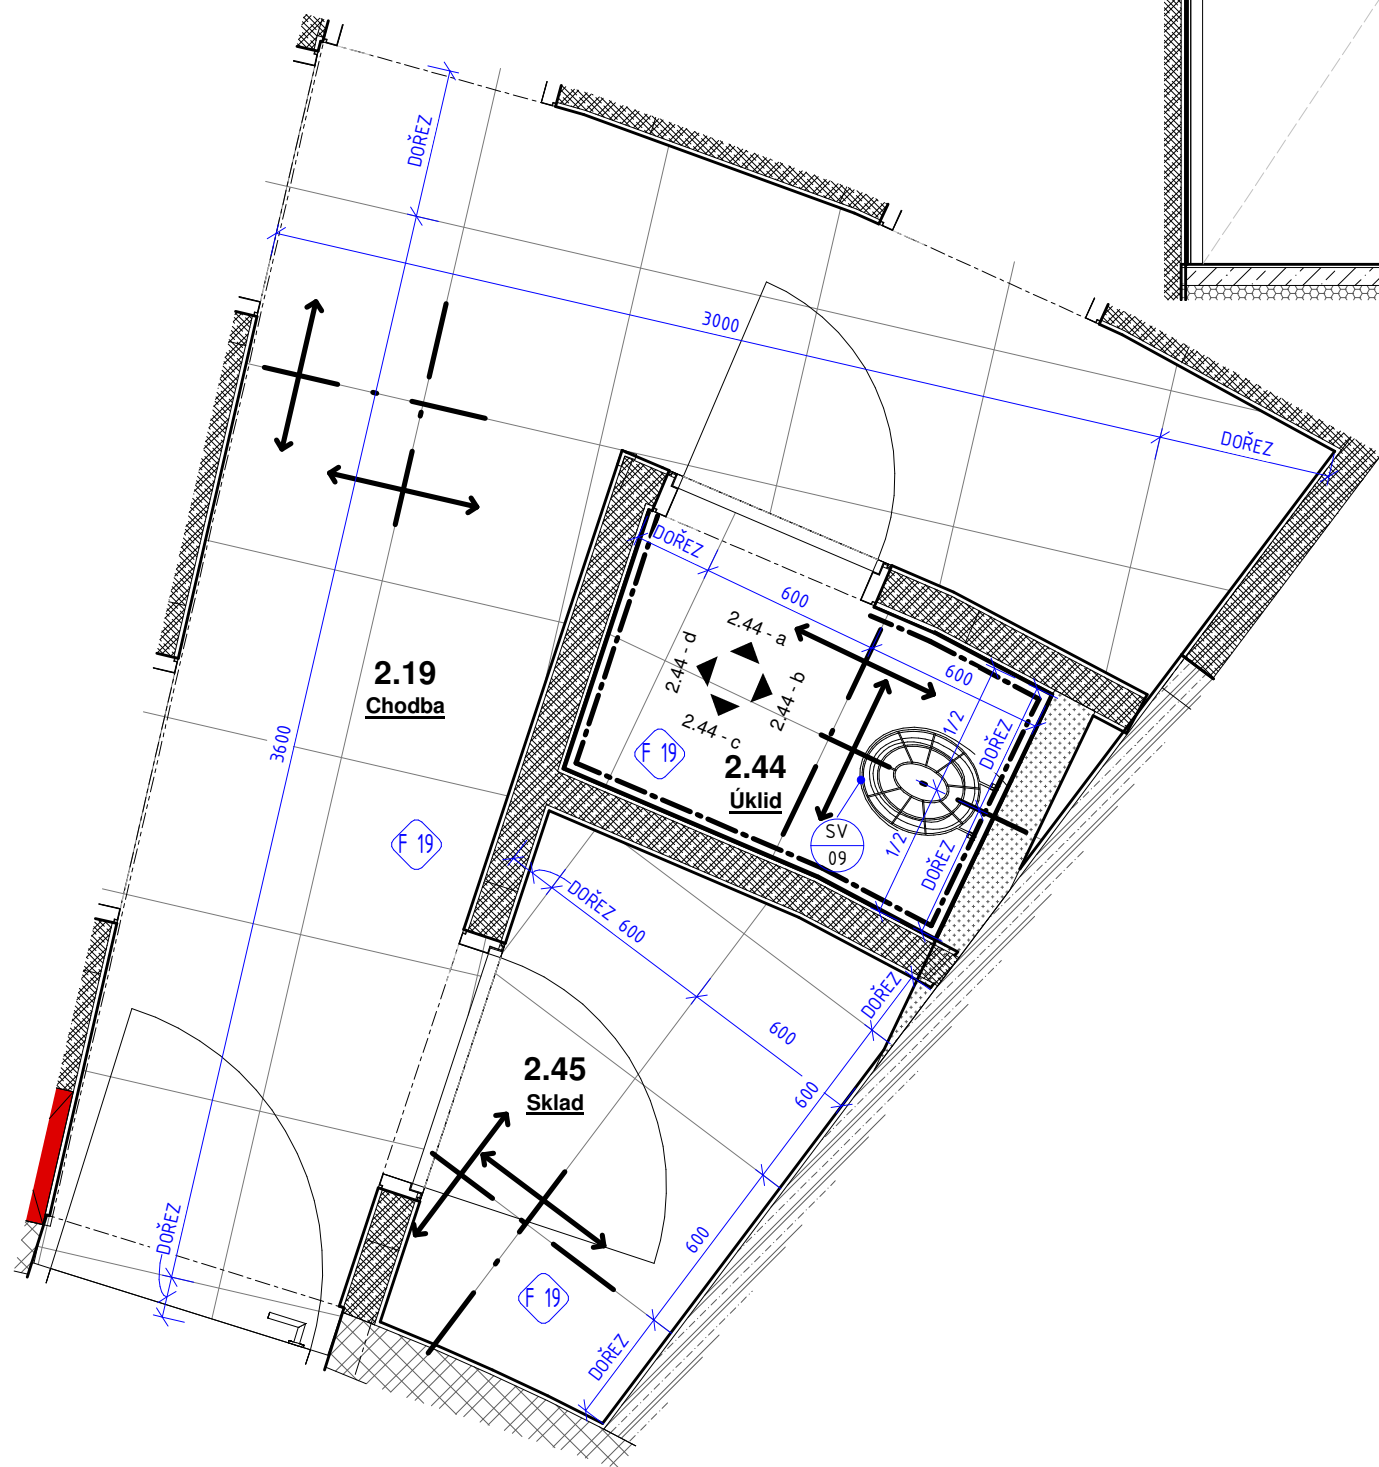 DOŘEZ
3000
DOŘEZ
DOŘEZ
600
2.44 - a
2.44 - d
2.44 - b
2.44 - c
600
2.19
Chodba
F 19
1/2
DOŘEZ
2.44
Úklid
3600
SV
09
1/2
DOŘEZ
F 19
DOŘEZ
600
DOŘEZ
600
2.45
Sklad
600
DOŘEZ
600
F 19
DOŘEZ